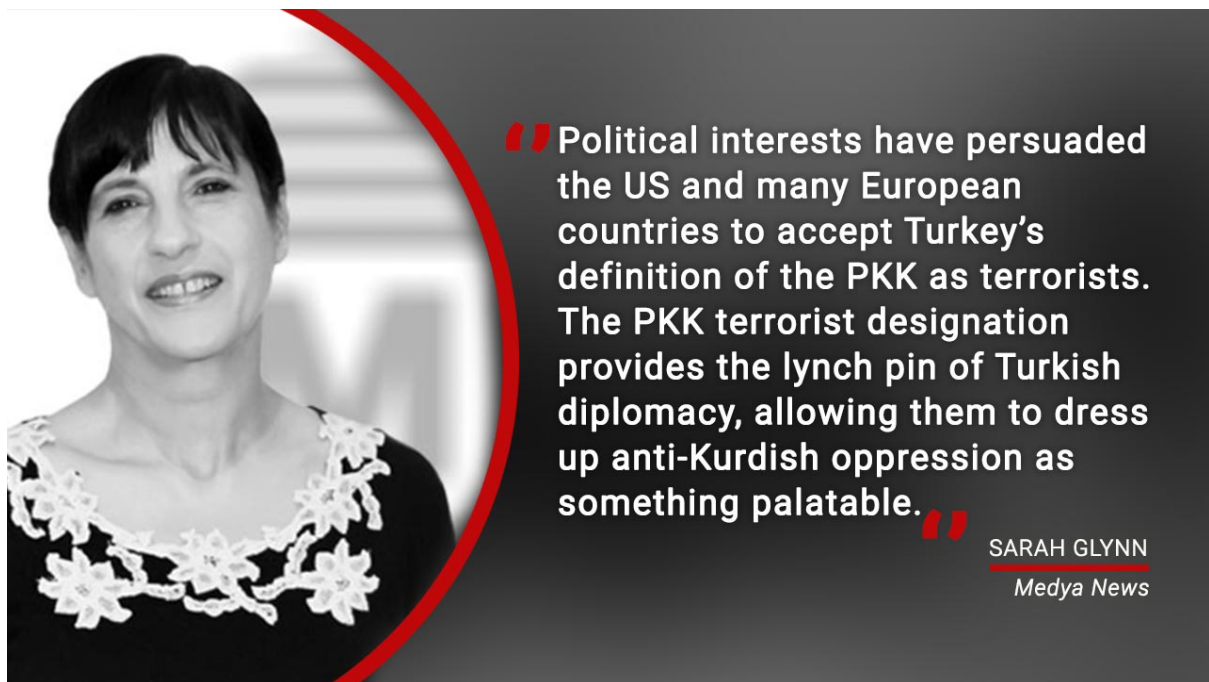 “Political interests have persuaded
the US and many European
countries to accept Turkey’s
definition of the PKK as terrorists.
The PKK terrorist designation
provides the lynch pin of Turkish
diplomacy, allowing them to dress
up anti-Kurdish oppression as
something palatable.”
SARAH GLYNN
Medya News